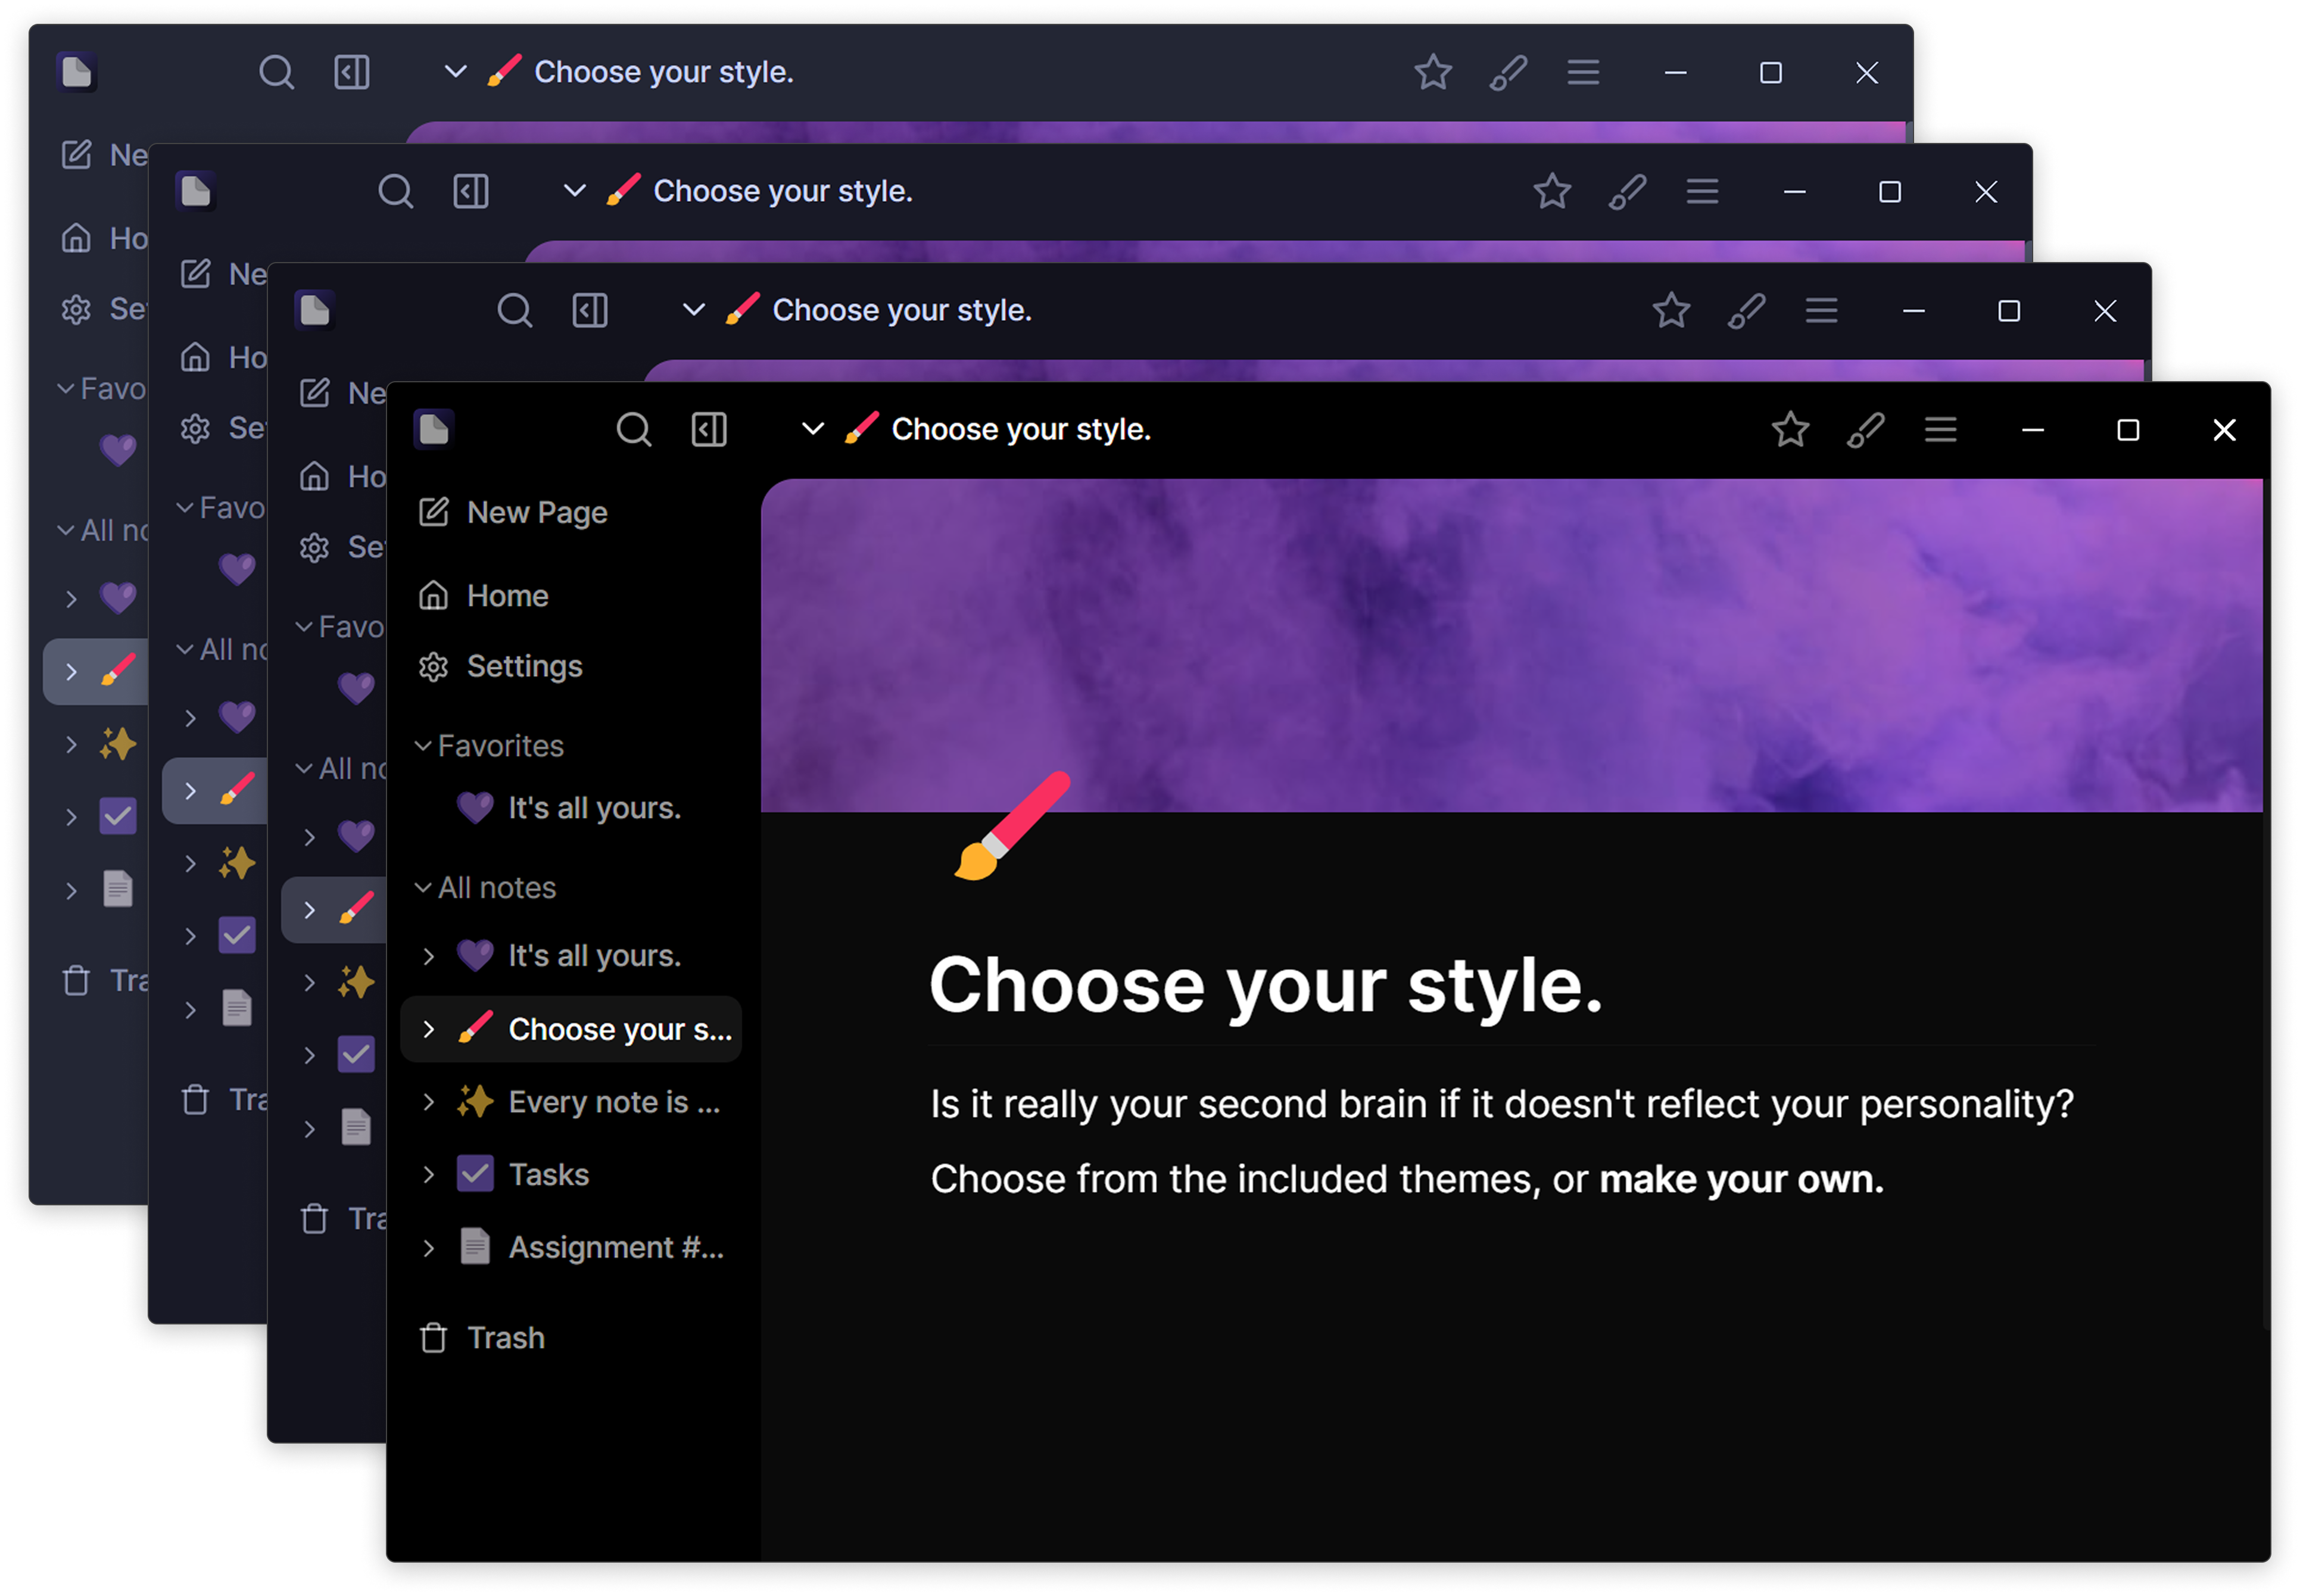 Choose your style.
Ne
Ho
Se
Favo
All no
Tra
Choose your style.
Ne
Ho
Se
Favo
All no
Tra
Choose your style.
Ne
Ho
Se
Favo
All no
Tra
Choose your style.
New Page
Home
Settings
Favorites
It's all yours.
All notes
It's all yours.
Choose your s...
Every note is ...
Tasks
Assignment #...
Trash
Choose your style.
Is it really your second brain if it doesn't reflect your personality?
Choose from the included themes, or make your own.